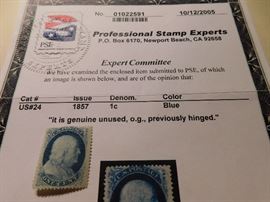 No. 01022591 10/12/2005
PSE
Professional Stamp Experts
P.O. Box 6170, Newport Beach, CA 92658
Expert Committee
We have examined the enclosed item submitted to PSE, of which
an image is shown below, and are of the opinion that:
Cat # Issue Denom. Color
US#24 1857 1c Blue
"it is genuine unused, o.g., previously hinged."